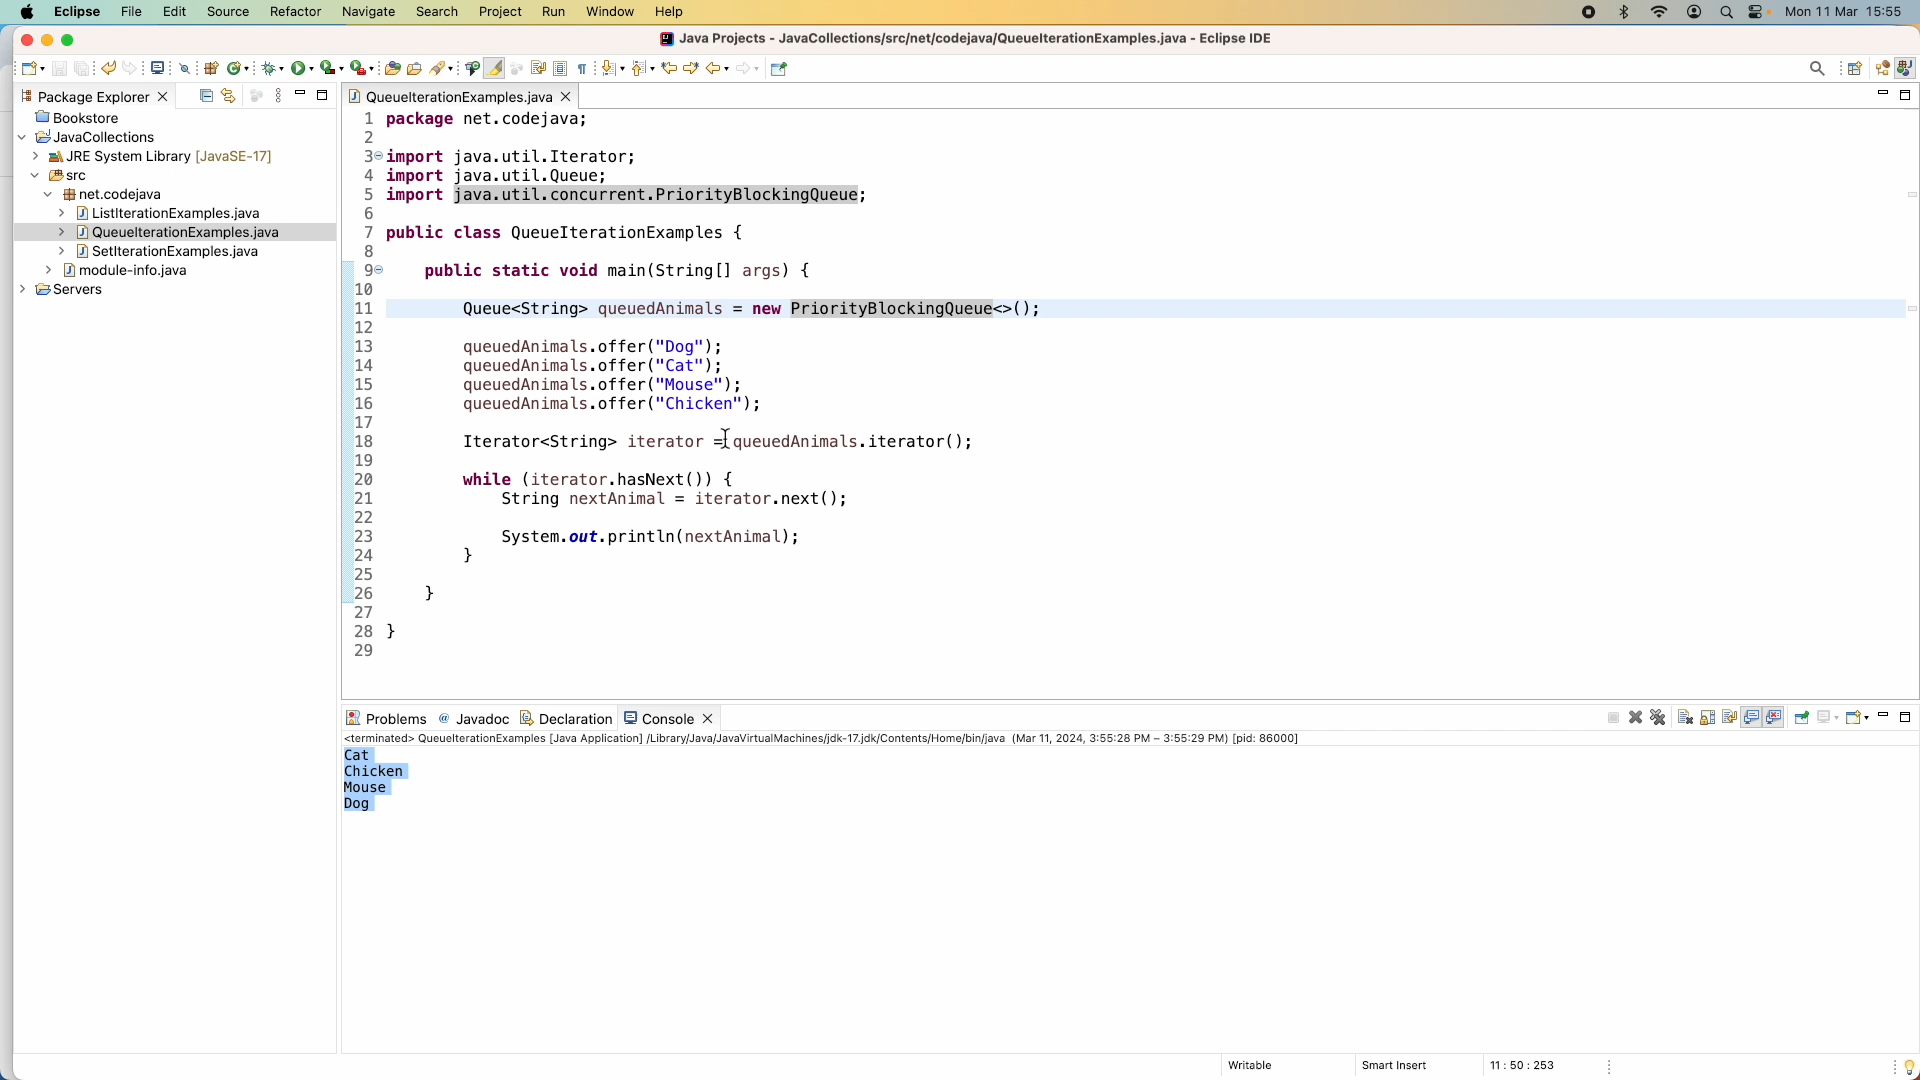 Eclipse File Edit Source Refactor Navigate Search Project Run Window Help Mon 11 Mar 15:55
Java Projects - JavaCollections/src/net/codejava/QueueIterationExamples.java - Eclipse IDE
Package Explorer
Bookstore
JavaCollections
JRE System Library [JavaSE-17]
src
net.codejava
ListIterationExamples.java
QueueIterationExamples.java
SetIterationExamples.java
module-info.java
Servers
QueueIterationExamples.java
1 package net.codejava;
2
3 import java.util.Iterator;
4 import java.util.Queue;
5 import java.util.concurrent.PriorityBlockingQueue;
6
7 public class QueueIterationExamples {
8
9 public static void main(String[] args) {
10
11 Queue<String> queuedAnimals = new PriorityBlockingQueue<>();
12
13 queuedAnimals.offer("Dog");
14 queuedAnimals.offer("Cat");
15 queuedAnimals.offer("Mouse");
16 queuedAnimals.offer("Chicken");
17
18 Iterator<String> iterator = queuedAnimals.iterator();
19
20 while (iterator.hasNext()) {
21 String nextAnimal = iterator.next();
22
23 System.out.println(nextAnimal);
24 }
25
26 }
27
28 }
29
Problems Javadoc Declaration Console
<terminated> QueueIterationExamples [Java Application] /Library/Java/JavaVirtualMachines/jdk-17.jdk/Contents/Home/bin/java (Mar 11, 2024, 3:55:28 PM – 3:55:29 PM) [pid: 86000]
Cat
Chicken
Mouse
Dog
Writable Smart Insert 11 : 50 : 253